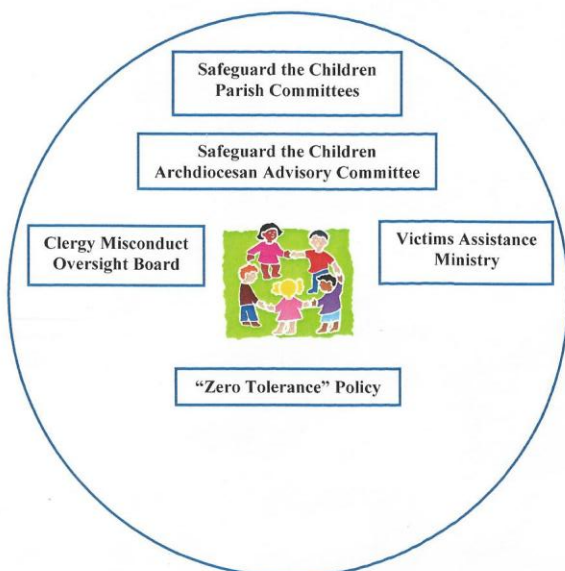 Safeguard the Children
Parish Committees
Safeguard the Children
Archdiocesan Advisory Committee
Clergy Misconduct
Oversight Board
Victims Assistance
Ministry
“Zero Tolerance” Policy